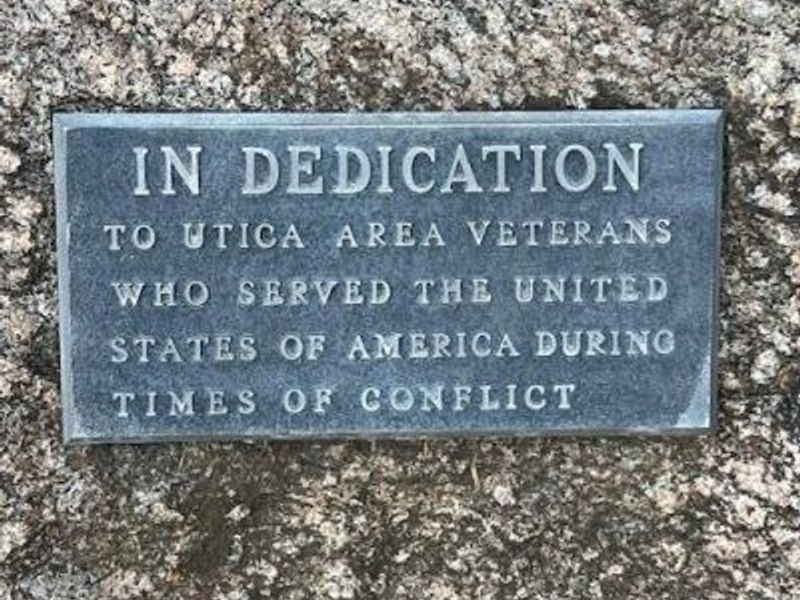 IN DEDICATION
TO UTICA AREA VETERANS
WHO SERVED THE UNITED
STATES OF AMERICA DURING
TIMES OF CONFLICT